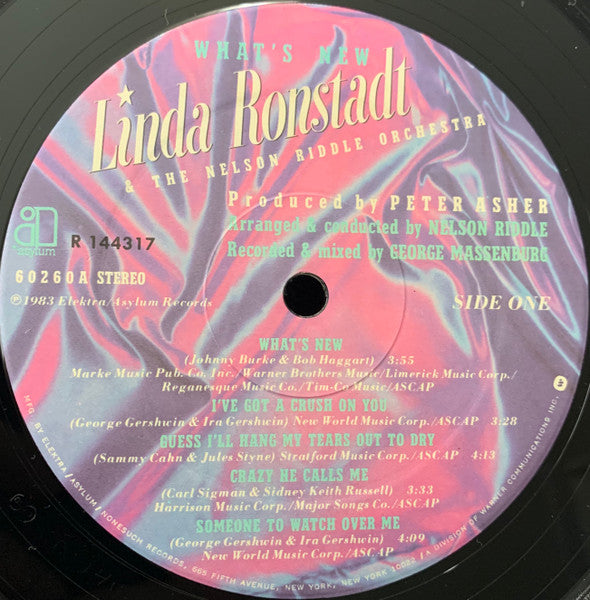 WHAT'S NEW
Linda Ronstadt
& THE NELSON RIDDLE ORCHESTRA
Produced by PETER ASHER
Arranged & conducted by NELSON RIDDLE
Recorded & mixed by GEORGE MASSENBURG
asylum
R 144317
60260 A STEREO
℗1983 Elektra/Asylum Records
SIDE ONE
WHAT'S NEW
(Johnny Burke & Bob Haggart) 3:55
Marke Music Pub. Co. Inc./Warner Brothers Music/Limerick Music Corp./
Reganesque Music Co./Tim-Co Music/ASCAP
I'VE GOT A CRUSH ON YOU
(George Gershwin & Ira Gershwin) New World Music Corp./ASCAP 3:28
GUESS I'LL HANG MY TEARS OUT TO DRY
(Sammy Cahn & Jules Styne) Stratford Music Corp./ASCAP 4:13
CRAZY HE CALLS ME
(Carl Sigman & Sidney Keith Russell) 3:33
Harrison Music Corp./Major Songs Co./ASCAP
SOMEONE TO WATCH OVER ME
(George Gershwin & Ira Gershwin) 4:09
New World Music Corp./ASCAP
MFG. BY ELEKTRA/ASYLUM/NONESUCH RECORDS, 665 FIFTH AVENUE, NEW YORK, NEW YORK 10022 / A DIVISION OF WARNER COMMUNICATIONS INC.